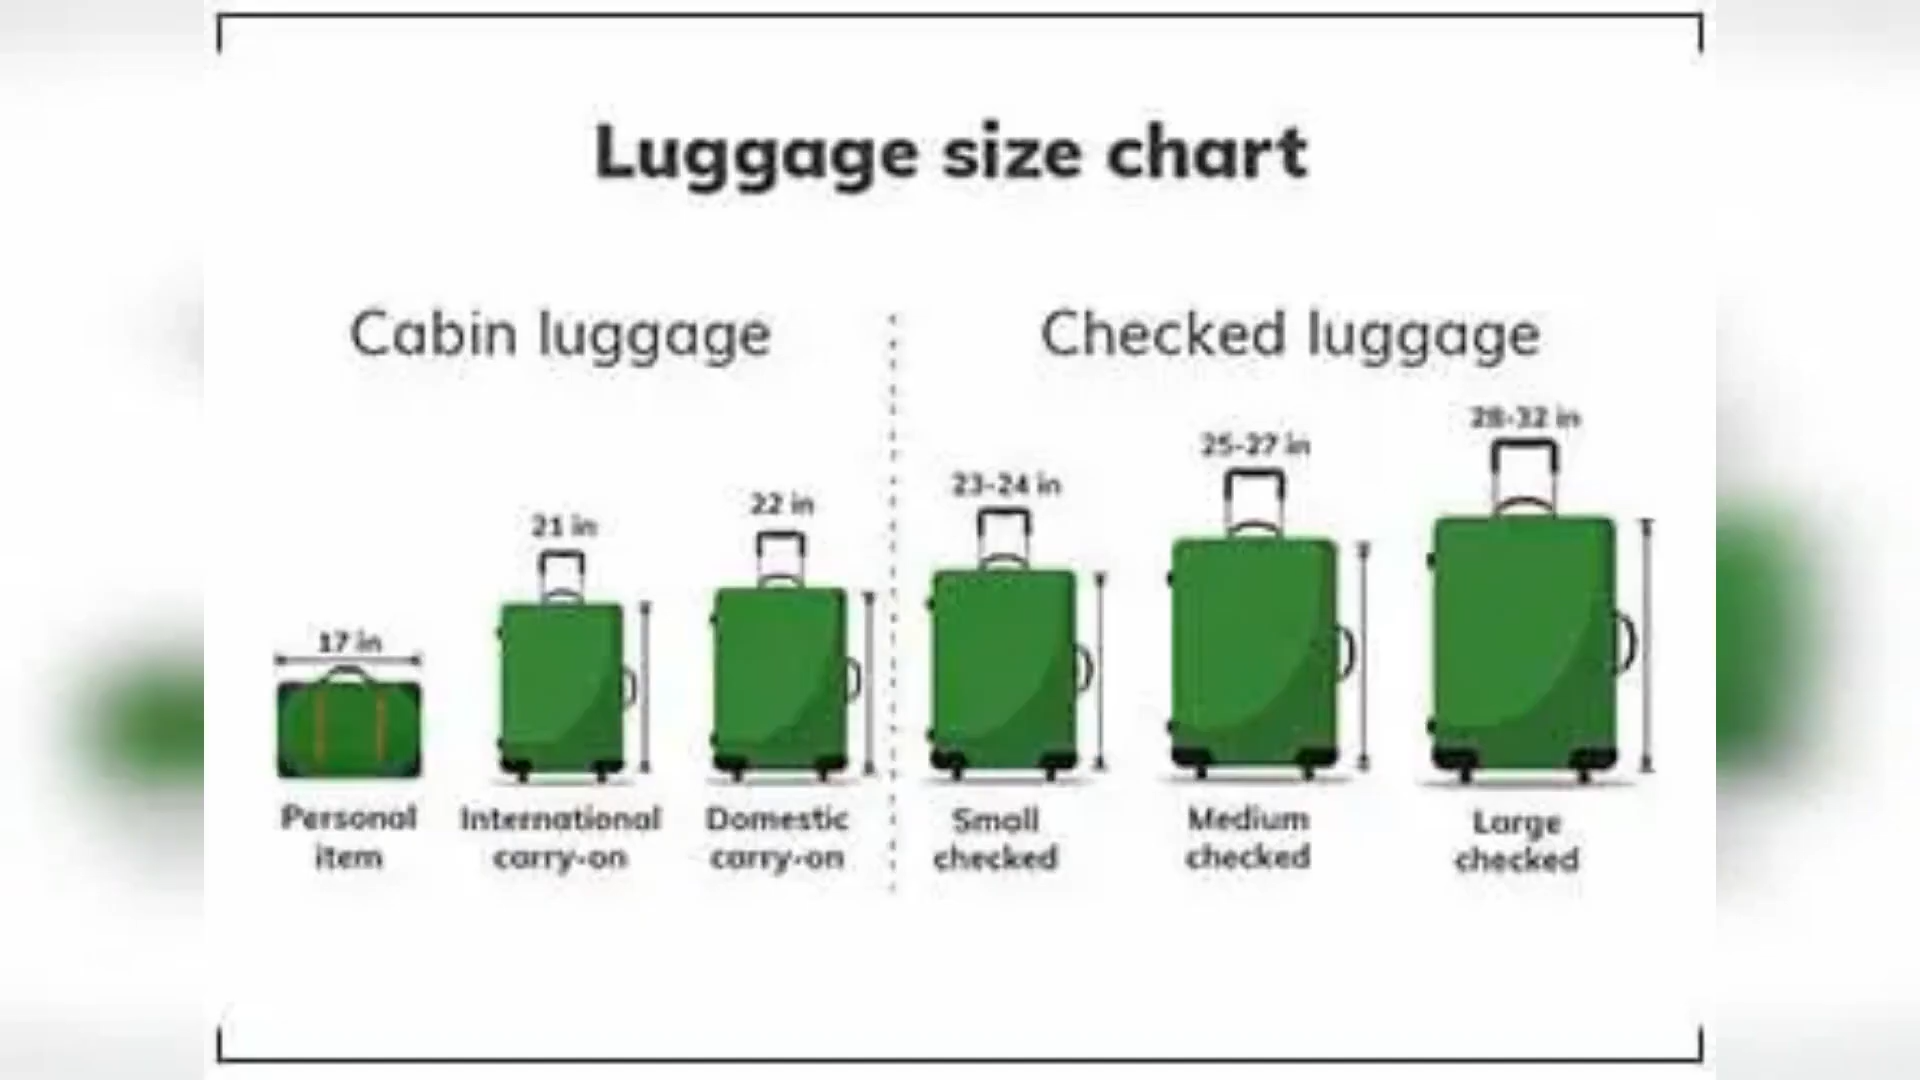 Luggage size chart
Cabin luggage
Checked luggage
17 in
21 in
22 in
23-24 in
25-27 in
28-32 in
Personal
item
International
carry-on
Domestic
carry-on
Small
checked
Medium
checked
Large
checked